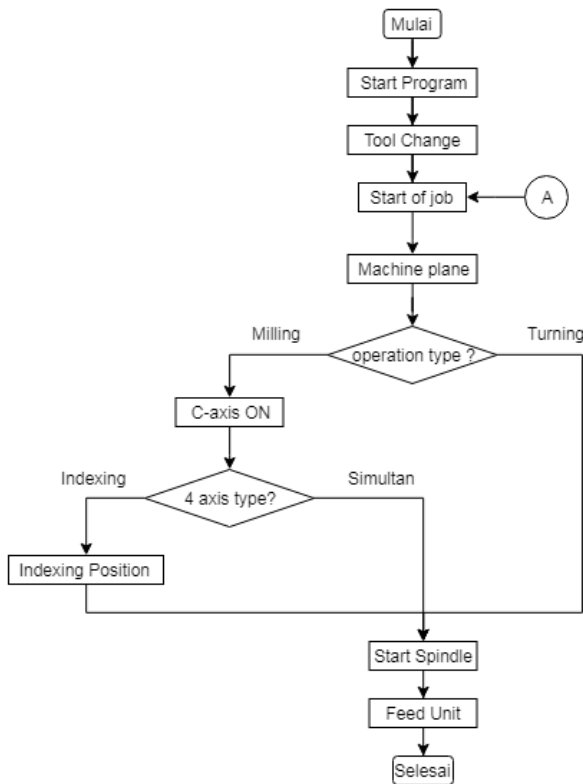 Mulai
Start Program
Tool Change
Start of job
A
Machine plane
Milling
operation type ?
Turning
C-axis ON
Indexing
4 axis type?
Simultan
Indexing Position
Start Spindle
Feed Unit
Selesai